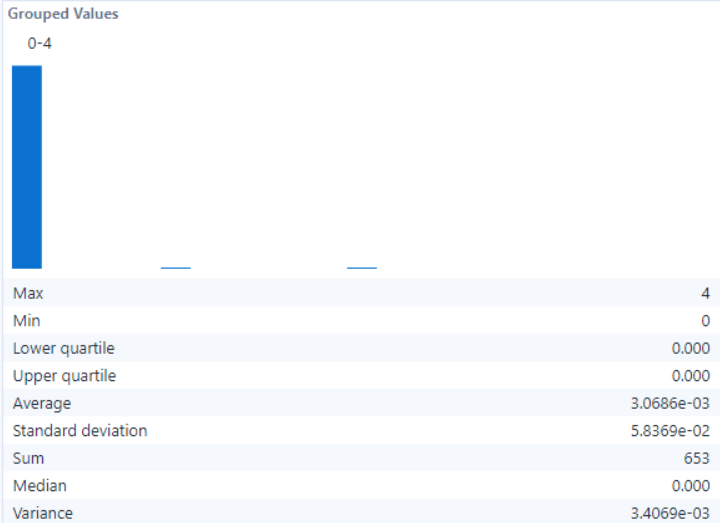 Grouped Values
0-4
Max 4
Min 0
Lower quartile 0.000
Upper quartile 0.000
Average 3.0686e-03
Standard deviation 5.8369e-02
Sum 653
Median 0.000
Variance 3.4069e-03